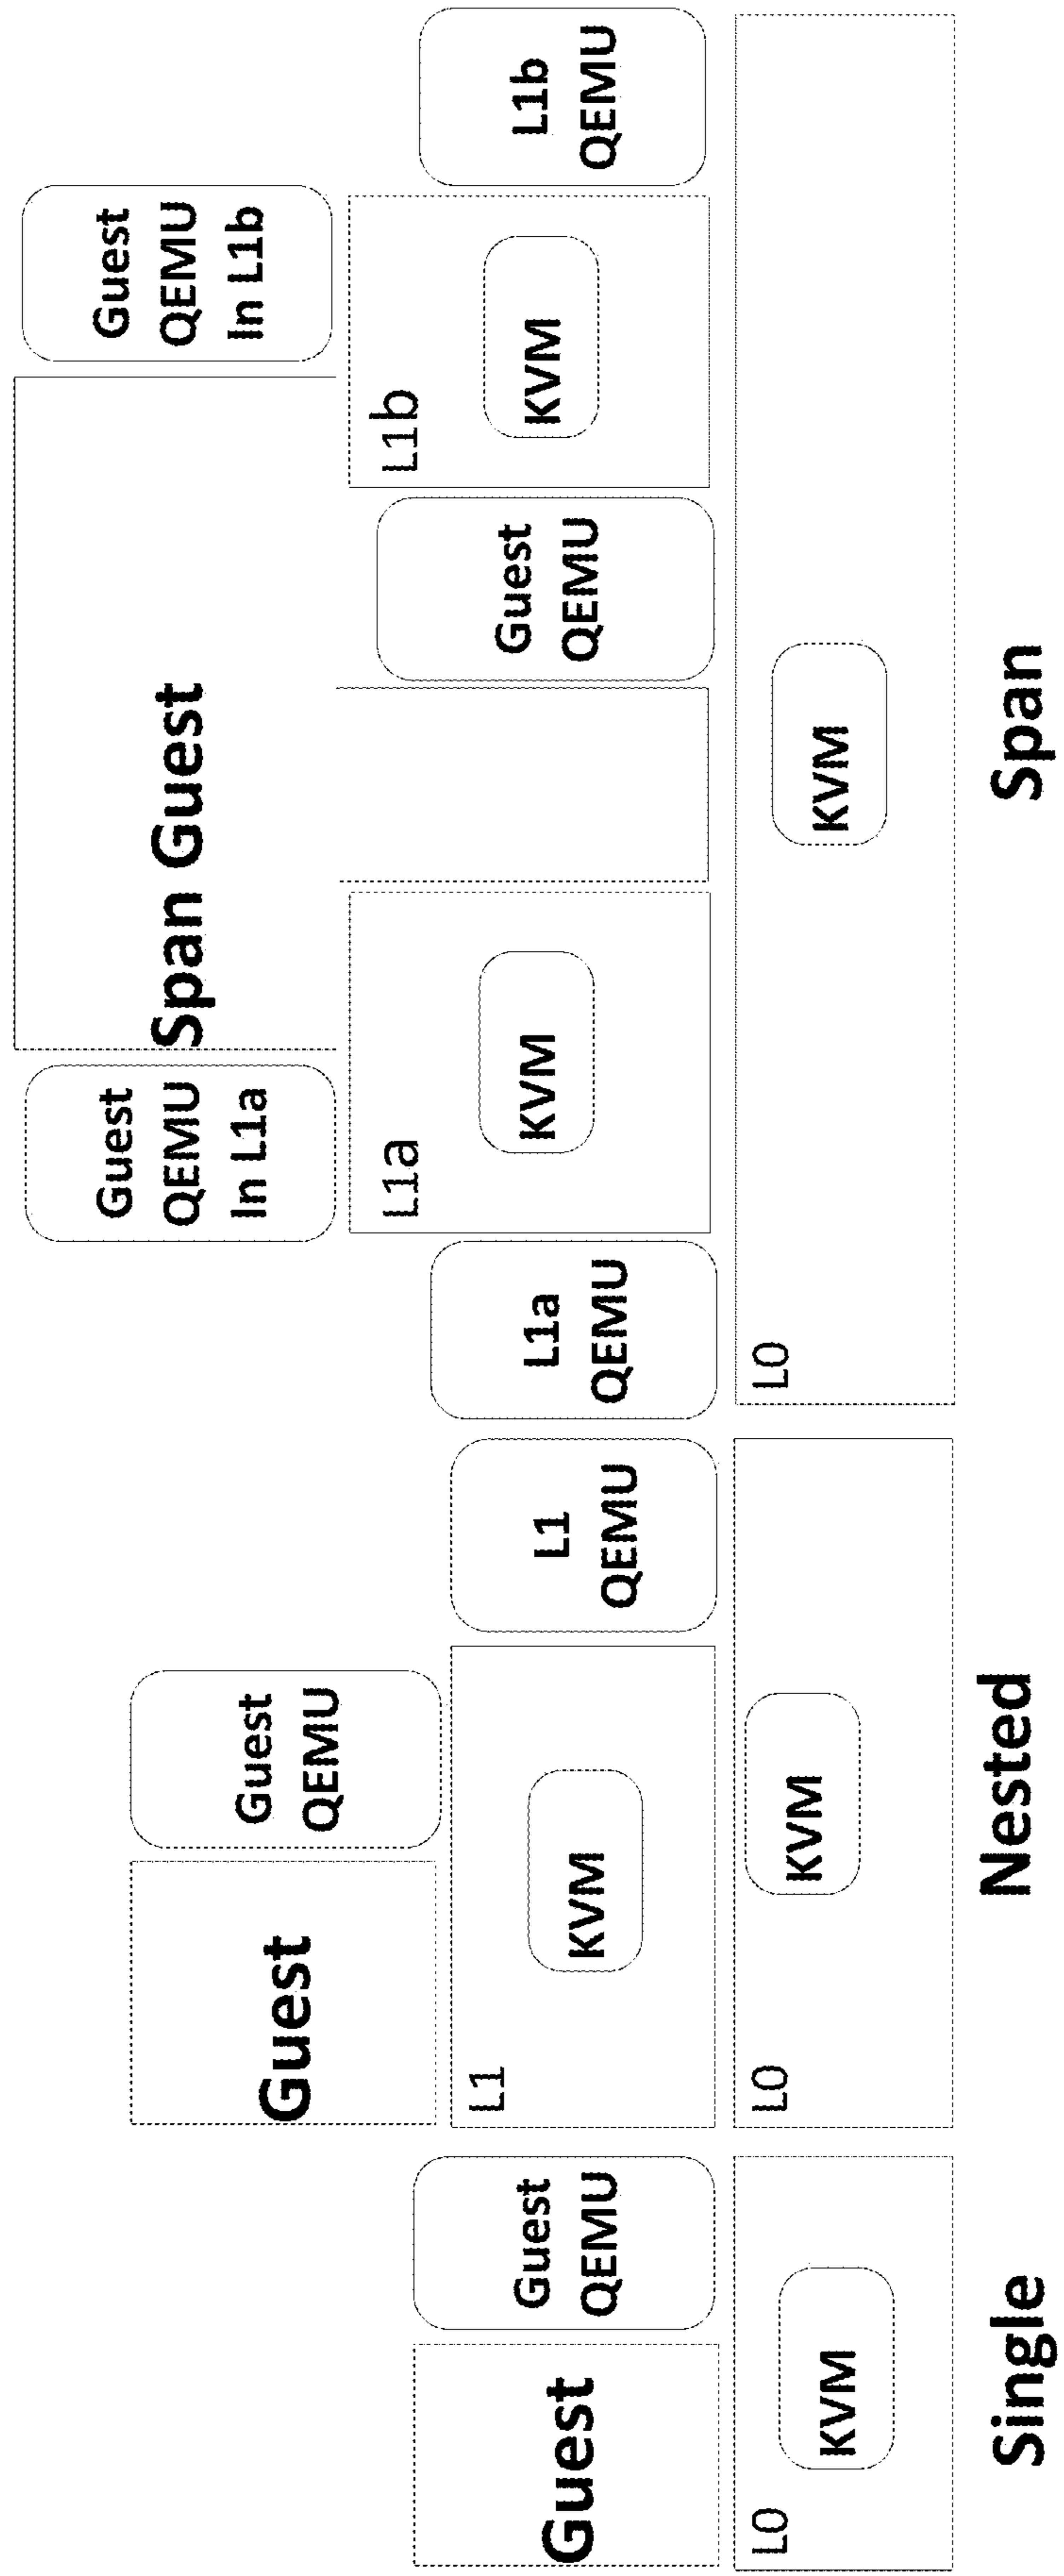 Guest
Guest
QEMU
L0
KVM
Single
Guest
Guest
QEMU
L1
KVM
L1
QEMU
L0
KVM
Nested
Guest
QEMU
In L1a
Span Guest
Guest
QEMU
In L1b
L1a
QEMU
L1a
KVM
Guest
QEMU
L1b
KVM
L1b
QEMU
L0
KVM
Span